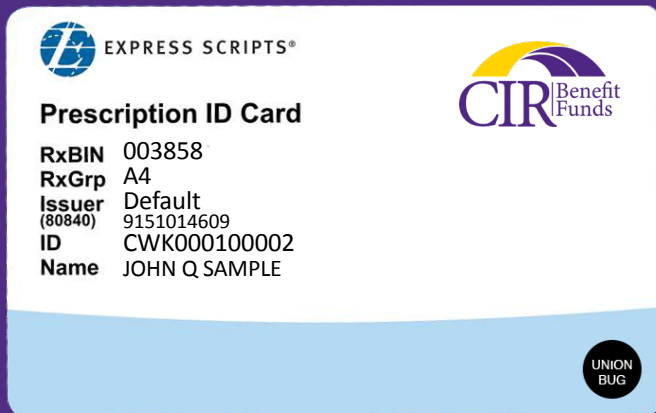 EXPRESS SCRIPTS®
CIR Benefit Funds
Prescription ID Card
RxBIN 003858
RxGrp A4
Issuer Default
(80840) 9151014609
ID CWK000100002
Name JOHN Q SAMPLE
UNION
BUG